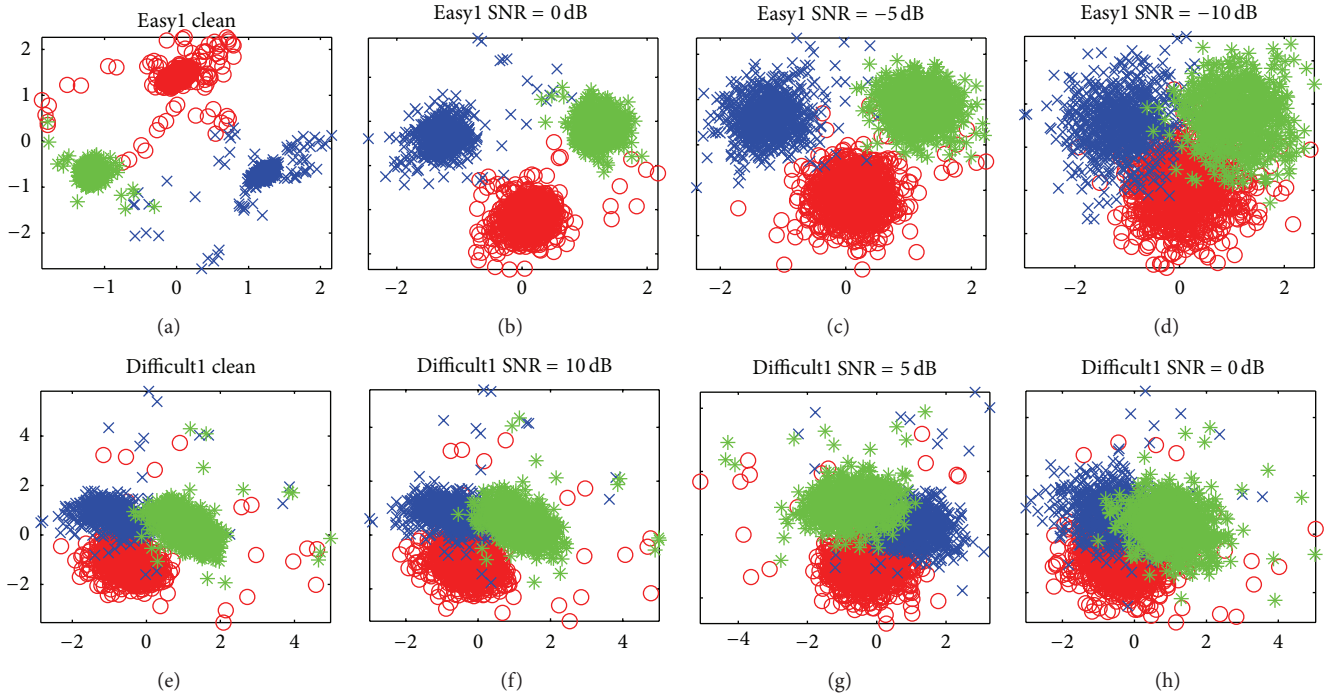 Easy1 clean
Easy1 SNR = 0 dB
Easy1 SNR = −5 dB
Easy1 SNR = −10 dB
2
1
0
−1
−2
−1 0 1 2
−2 0 2
−2 0 2
−2 0 2
(a)
(b)
(c)
(d)
Difficult1 clean
Difficult1 SNR = 10 dB
Difficult1 SNR = 5 dB
Difficult1 SNR = 0 dB
4
2
0
−2
−2 0 2 4
−2 0 2 4
−4 −2 0 2
−2 0 2 4
(e)
(f)
(g)
(h)